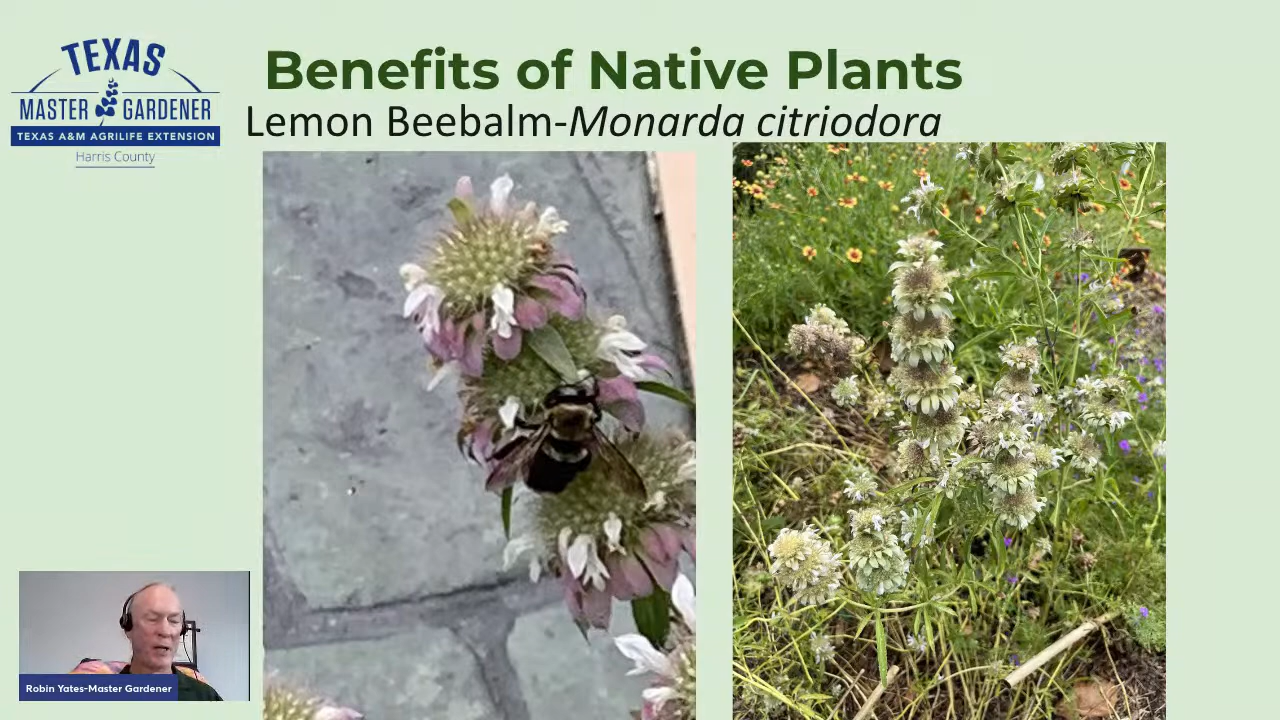 TEXAS
MASTER GARDENER
TEXAS A&M AGRILIFE EXTENSION
Harris County
Benefits of Native Plants
Lemon Beebalm-Monarda citriodora
Robin Yates-Master Gardener